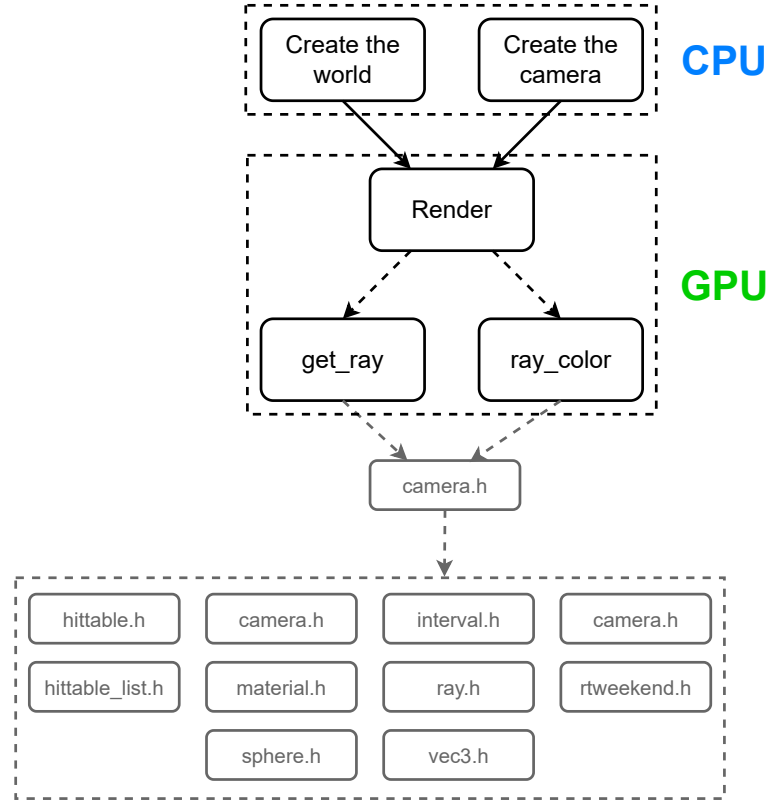 Create the
world
Create the
camera
CPU
Render
GPU
get_ray
ray_color
camera.h
hittable.h
camera.h
interval.h
camera.h
hittable_list.h
material.h
ray.h
rtweekend.h
sphere.h
vec3.h